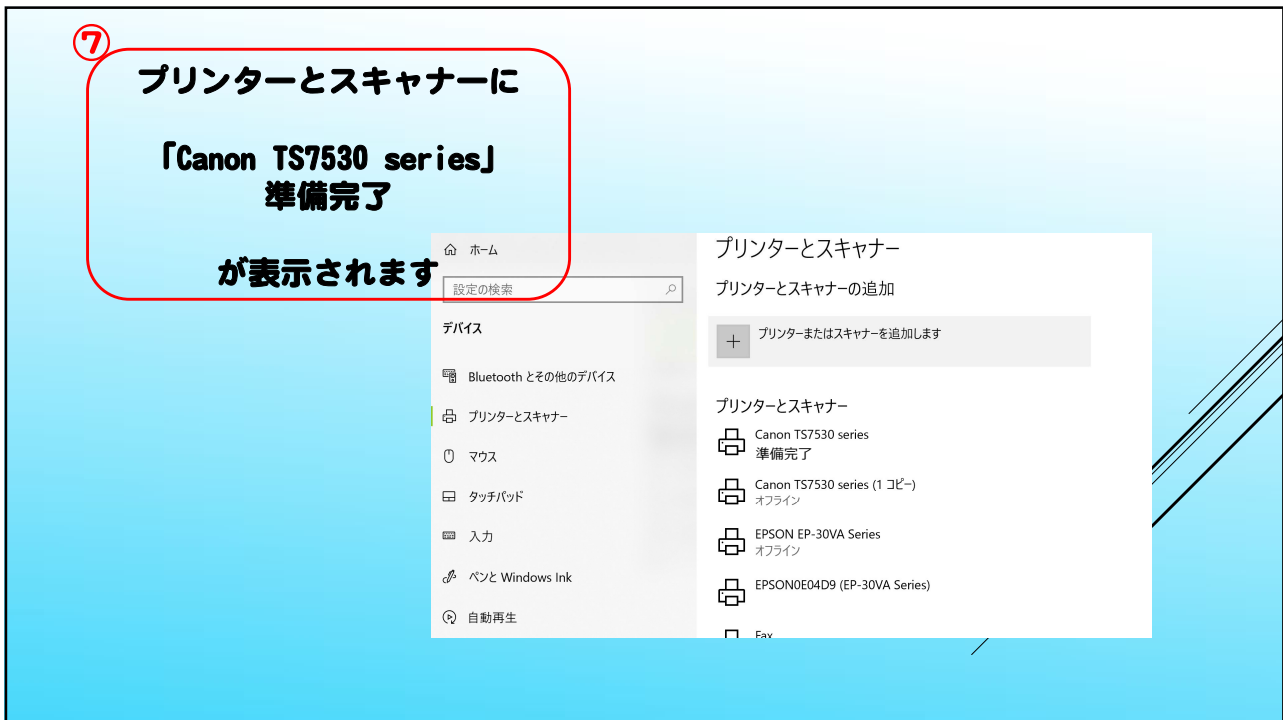 ⑦
プリンターとスキャナーに
「Canon TS7530 series」
準備完了
が表示されます
ホーム
設定の検索
デバイス
Bluetooth とその他のデバイス
プリンターとスキャナー
マウス
タッチパッド
入力
ペンと Windows Ink
自動再生
プリンターとスキャナー
プリンターとスキャナーの追加
プリンターまたはスキャナーを追加します
プリンターとスキャナー
Canon TS7530 series
準備完了
Canon TS7530 series (1 コピー)
オフライン
EPSON EP-30VA Series
オフライン
EPSON0E04D9 (EP-30VA Series)
Fax